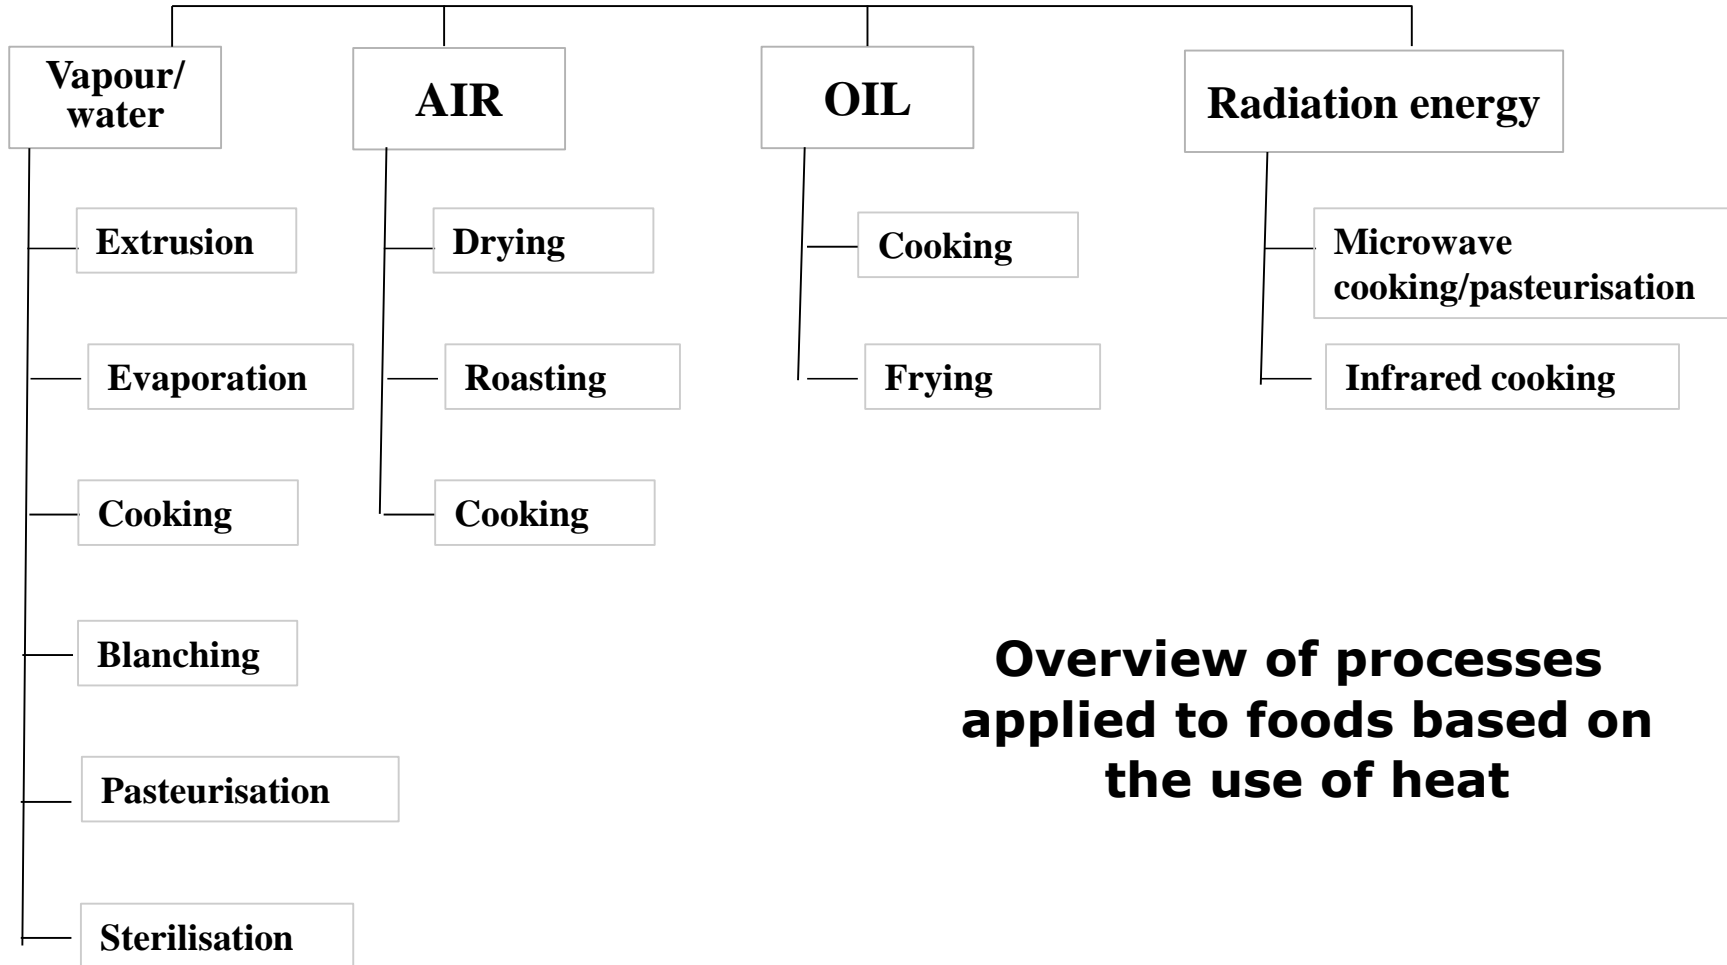 Vapour/
water
AIR
OIL
Radiation energy
Extrusion
Evaporation
Cooking
Blanching
Pasteurisation
Sterilisation
Drying
Roasting
Cooking
Cooking
Frying
Microwave
cooking/pasteurisation
Infrared cooking
Overview of processes
applied to foods based on
the use of heat